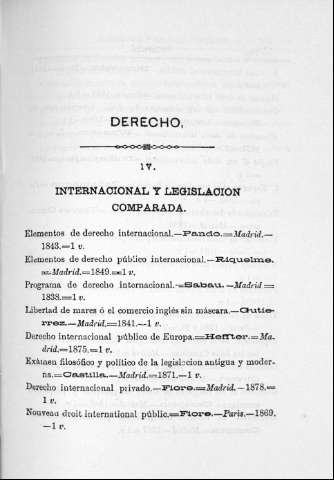 DERECHO.
IV.
INTERNACIONAL Y LEGISLACION
COMPARADA.
Elementos de derecho internacional.—Pando.=Madrid.—
1843.=1 v.
Elementos de derecho público internacional.—Riquelme.
=Madrid.=1849.=1 v.
Programa de derecho internacional.=Sabau.—Madrid=
1838.=1 v.
Libertad de mares ó el comercio inglés sin máscara.—Gutie-
rrez.—Madrid.=1841.—1 v.
Derecho internacional público de Europa.=Heffter.=Ma-
drid.=1875.=1 v.
Exámen filosófico y político de la legislacion antigua y moder-
na.=Castilla.—Madrid.=1871.—1 v.
Derecho internacional privado.—Fiore.=Madrid.—1878.=
1 v.
Nouveau droit international públic.=Fiore.—Paris.—1869.
—1 v.